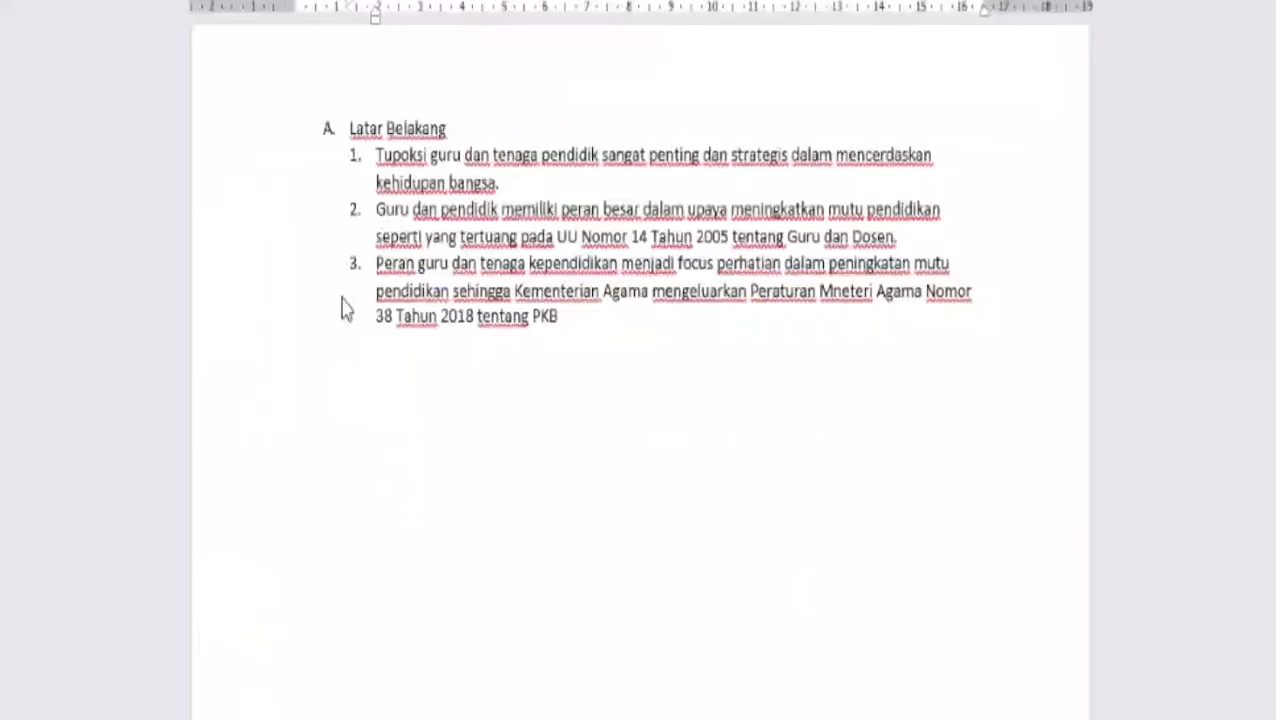 A. Latar Belakang
1. Tupoksi guru dan tenaga pendidik sangat penting dan strategis dalam mencerdaskan
kehidupan bangsa.
2. Guru dan pendidik memiliki peran besar dalam upaya meningkatkan mutu pendidikan
seperti yang tertuang pada UU Nomor 14 Tahun 2005 tentang Guru dan Dosen.
3. Peran guru dan tenaga kependidikan menjadi focus perhatian dalam peningkatan mutu
pendidikan sehingga Kementerian Agama mengeluarkan Peraturan Mneteri Agama Nomor
38 Tahun 2018 tentang PKB